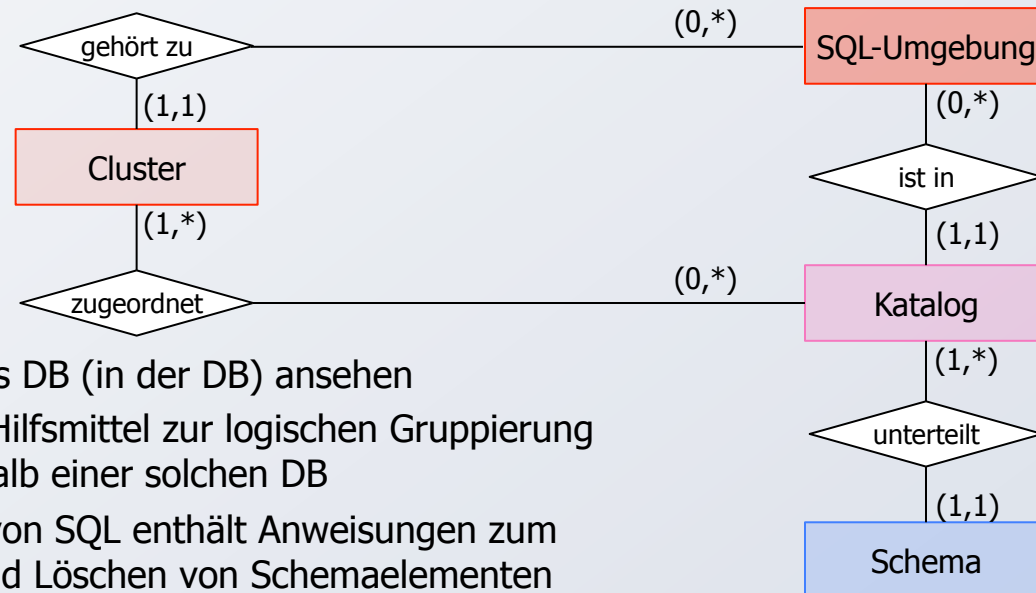 (0,*)
gehört zu
SQL-Umgebung
(1,1)
(0,*)
Cluster
ist in
(1,*)
(1,1)
(0,*)
zugeordnet
Katalog
(1,*)
DB (in der DB) ansehen
Hilfsmittel zur logischen Gruppierung
unterteilt
einer solchen DB
von SQL enthält Anweisungen zum
(1,1)
Löschen von Schemaelementen
Schema